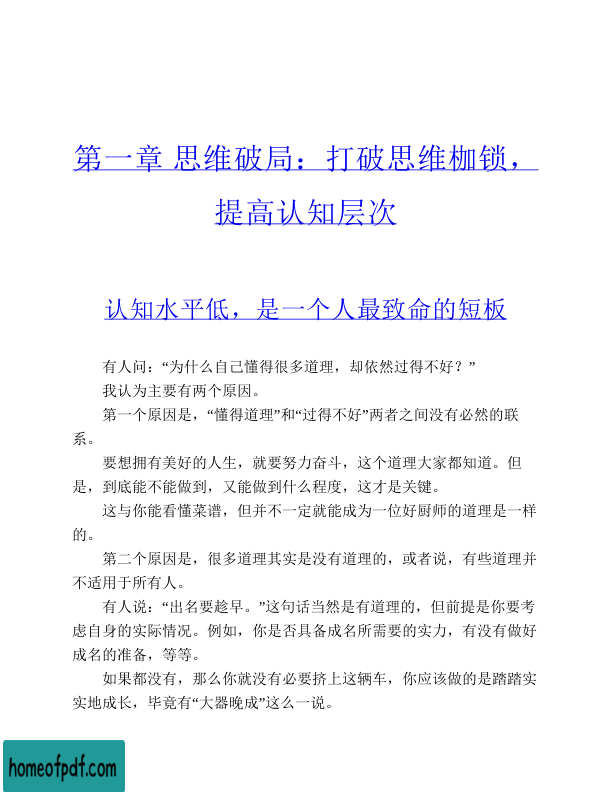 第一章 思维破局：打破思维枷锁，
提高认知层次
认知水平低，是一个人最致命的短板
有人问：“为什么自己懂得很多道理，却依然过得不好？”
我认为主要有两个原因。
第一个原因是，“懂得道理”和“过得不好”两者之间没有必然的联
系。
要想拥有美好的人生，就要努力奋斗，这个道理大家都知道。但
是，到底能不能做到，又能做到什么程度，这才是关键。
这与你能看懂菜谱，但并不一定就能成为一位好厨师的道理是一样
的。
第二个原因是，很多道理其实是没有道理的，或者说，有些道理并
不适用于所有人。
有人说：“出名要趁早。”这句话当然是有道理的，但前提是你要考
虑自身的实际情况。例如，你是否具备成名所需要的实力，有没有做好
成名的准备，等等。
如果都没有，那么你就没有必要挤上这辆车，你应该做的是踏踏实
实地成长，毕竟有“大器晚成”这么一说。
homeofpdf.com